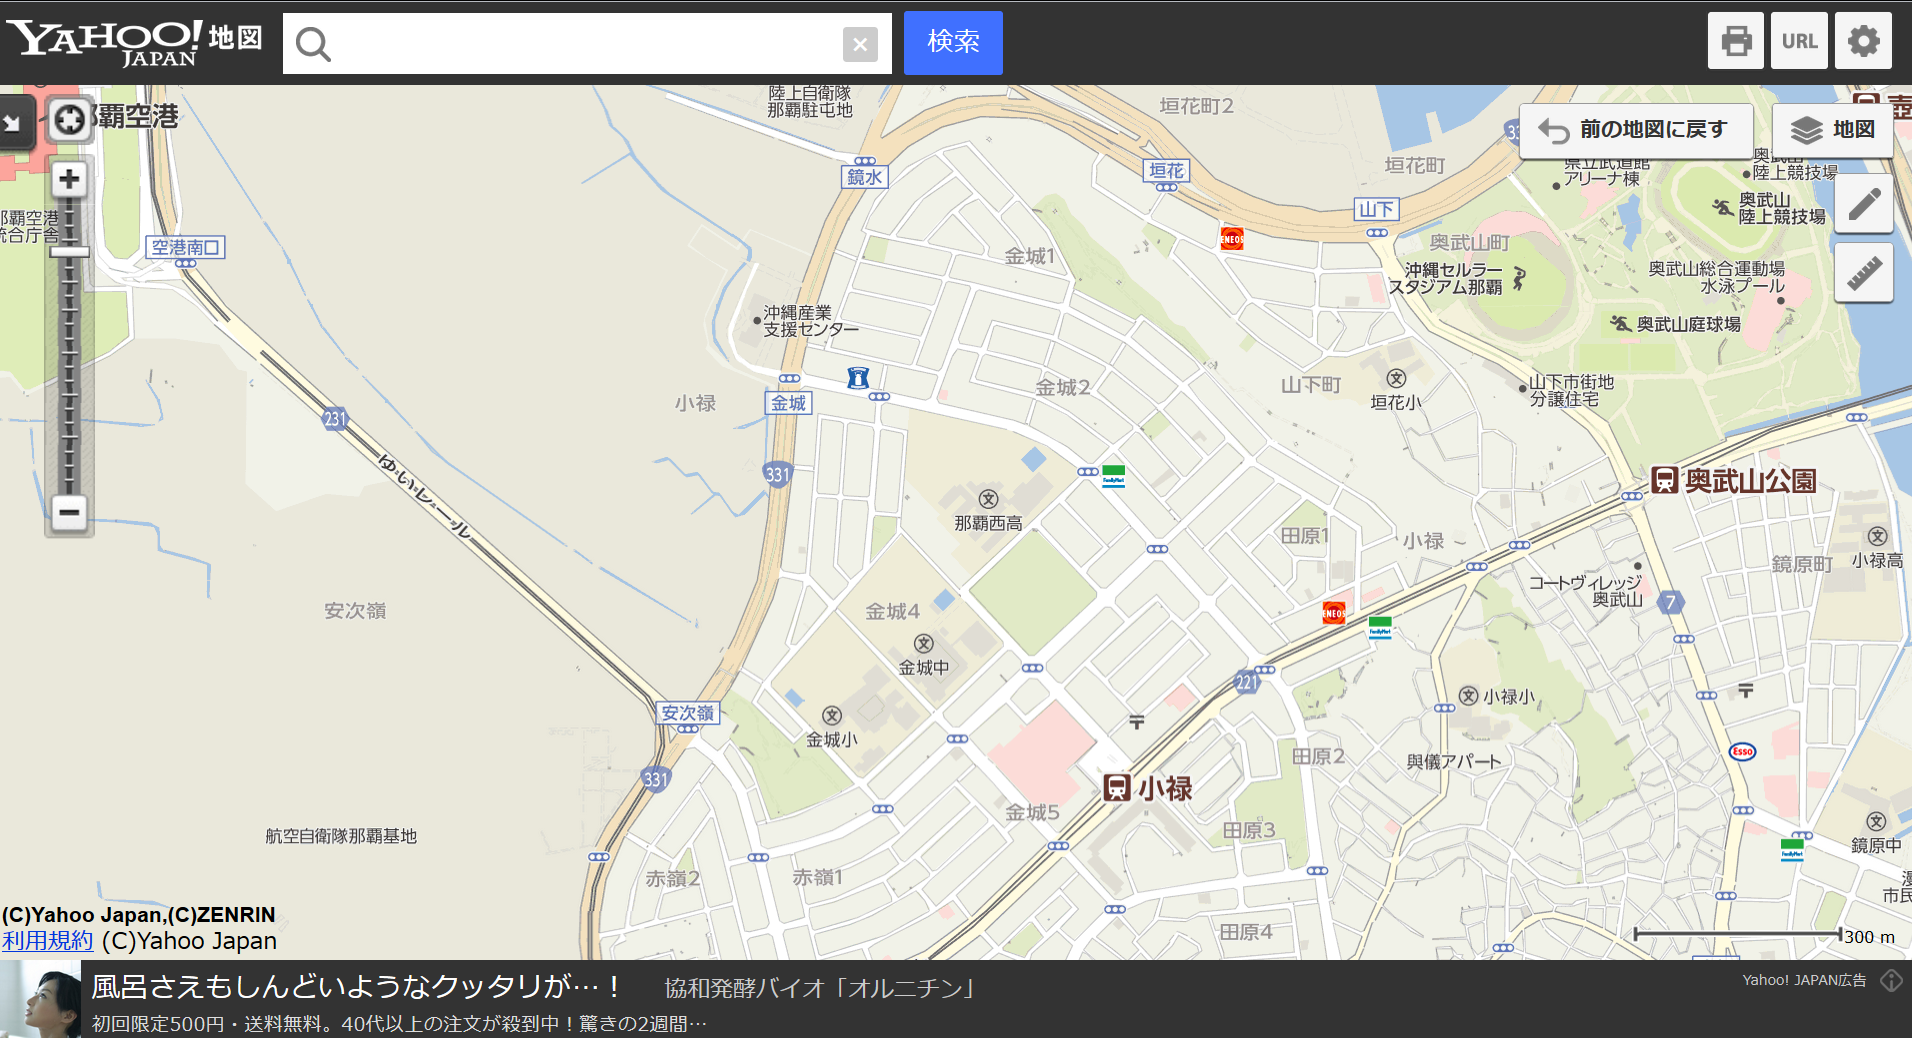 YAHOO! JAPAN 地図
検索
URL
前の地図に戻す
地図
那覇空港
陸上自衛隊
那覇駐屯地
垣花町2
鏡水
垣花
垣花町
県立武道館
アリーナ棟
奥武山
陸上競技場
奥武山
陸上競技場
山下
ENEOS
奥武山町
沖縄セルラー
スタジアム那覇
奥武山総合運動場
水泳プール
奥武山庭球場
那覇空港
統合庁舎
空港南口
金城1
沖縄産業
支援センター
金城2
山下町
垣花小
山下市街地
分譲住宅
小禄
金城
231
331
ゆいレール
FamilyMart
奥武山公園
那覇西高
田原1
小禄
鏡原町
小禄高
コートヴィレッジ
奥武山
7
安次嶺
金城4
ENEOS
FamilyMart
金城中
221
小禄小
安次嶺
金城小
田原2
與儀アパート
Esso
331
小禄
金城5
田原3
航空自衛隊那覇基地
鏡原中
FamilyMart
赤嶺2
赤嶺1
市民
田原4
(C)Yahoo Japan,(C)ZENRIN
利用規約 (C)Yahoo Japan
300 m
風呂さえもしんどいようなクッタリが…！
協和発酵バイオ「オルニチン」
Yahoo! JAPAN広告
初回限定500円・送料無料。40代以上の注文が殺到中！驚きの2週間…